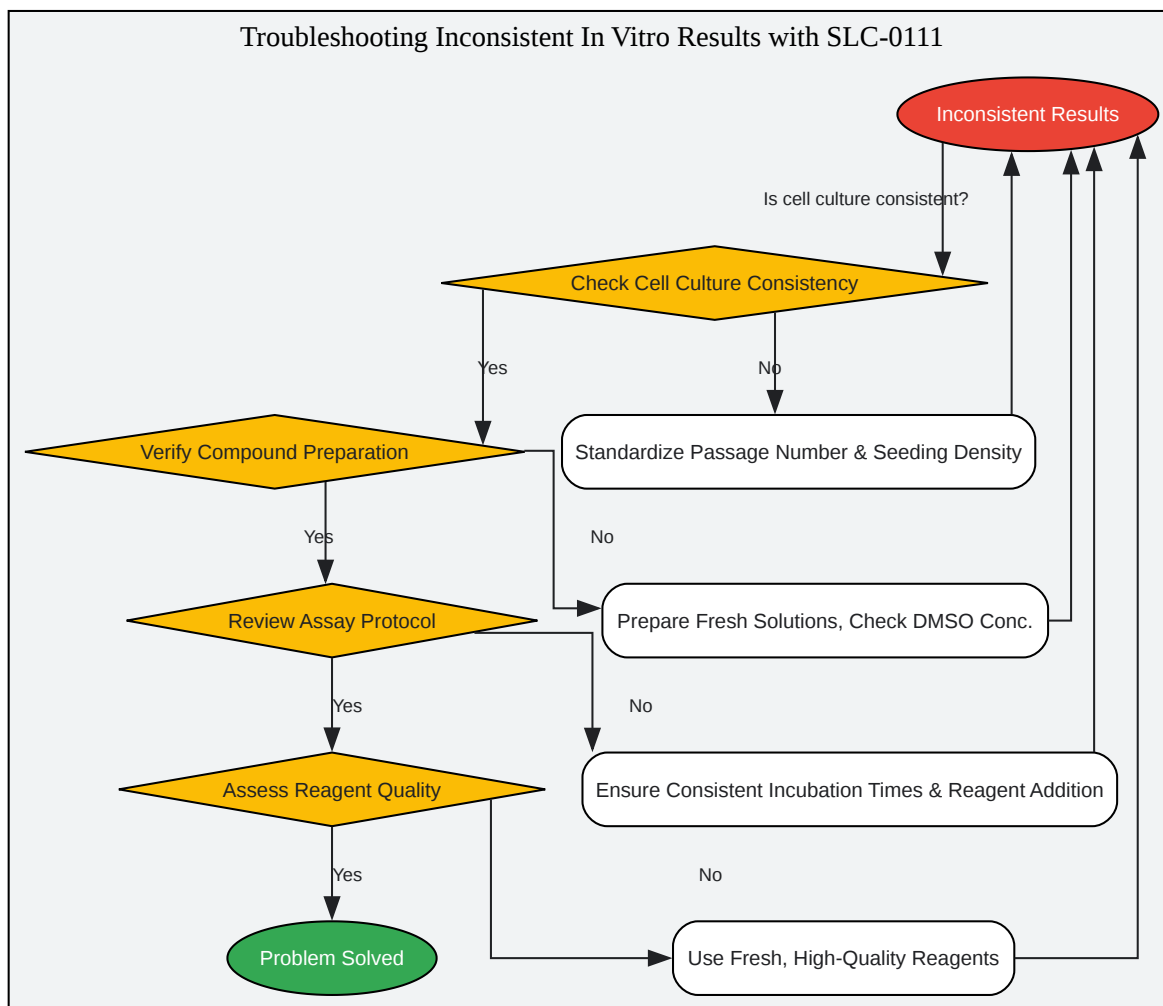 Troubleshooting Inconsistent In Vitro Results with SLC-0111
Inconsistent Results
Is cell culture consistent?
Check Cell Culture Consistency
Yes
No
Verify Compound Preparation
Standardize Passage Number & Seeding Density
Yes
No
Review Assay Protocol
Prepare Fresh Solutions, Check DMSO Conc.
Yes
No
Assess Reagent Quality
Ensure Consistent Incubation Times & Reagent Addition
Yes
No
Problem Solved
Use Fresh, High-Quality Reagents